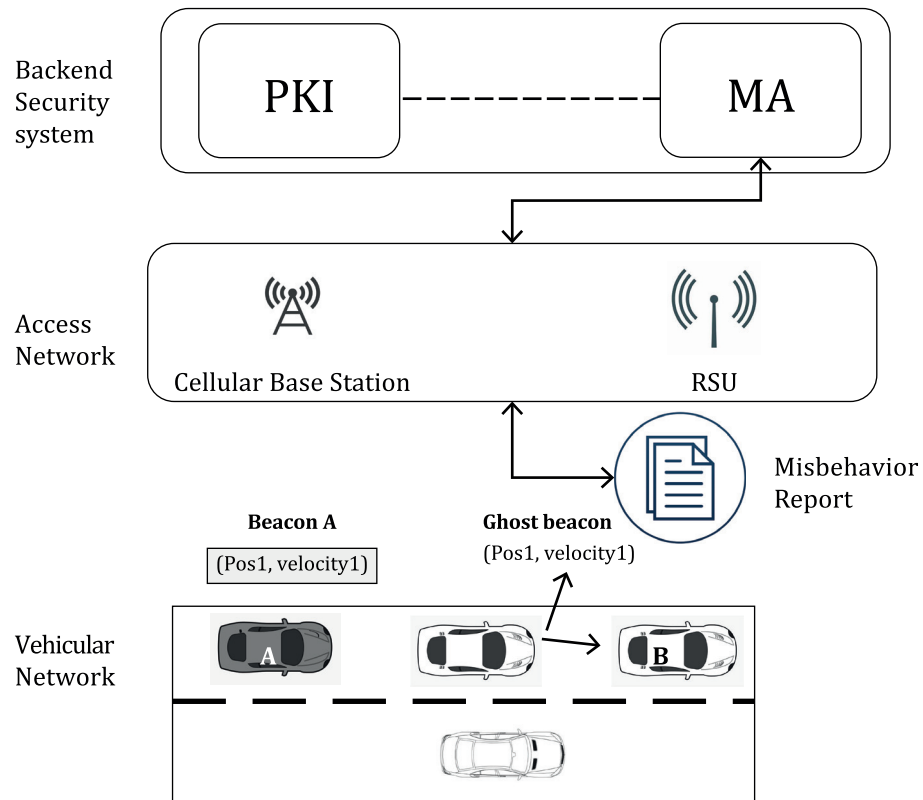 Backend
Security
system
PKI
MA
Access
Network
Cellular Base Station
RSU
Misbehavior
Report
Beacon A
(Pos1, velocity1)
Ghost beacon
(Pos1, velocity1)
Vehicular
Network
A
B